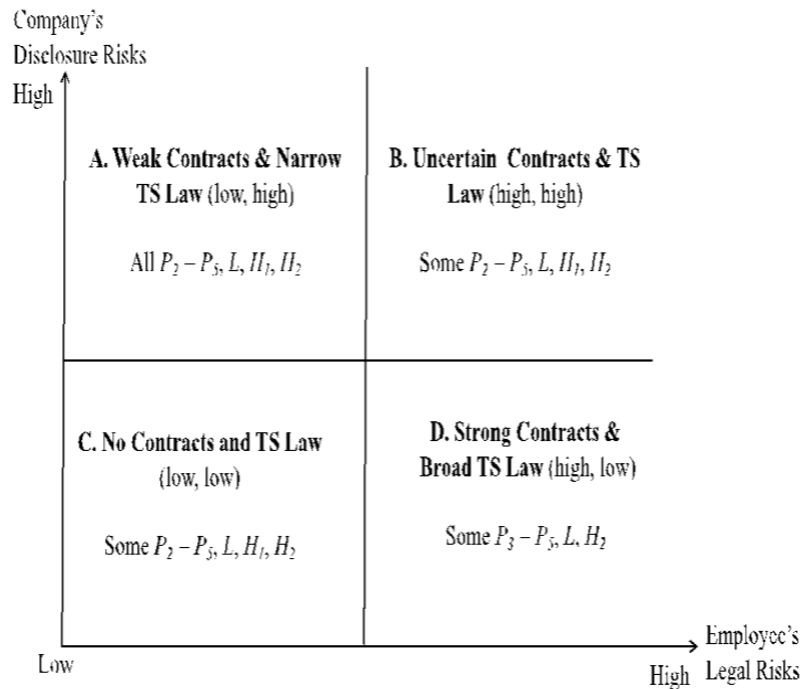 Company's
Disclosure Risks
High
A. Weak Contracts & Narrow
TS Law (low, high)
All P₂ – P₅, L, H₁, H₂
B. Uncertain Contracts & TS
Law (high, high)
Some P₂ – P₅, L, H₁, H₂
C. No Contracts and TS Law
(low, low)
Some P₂ – P₅, L, H₁, H₂
D. Strong Contracts &
Broad TS Law (high, low)
Some P₃ – P₅, L, H₂
Low
High
Employee's
Legal Risks